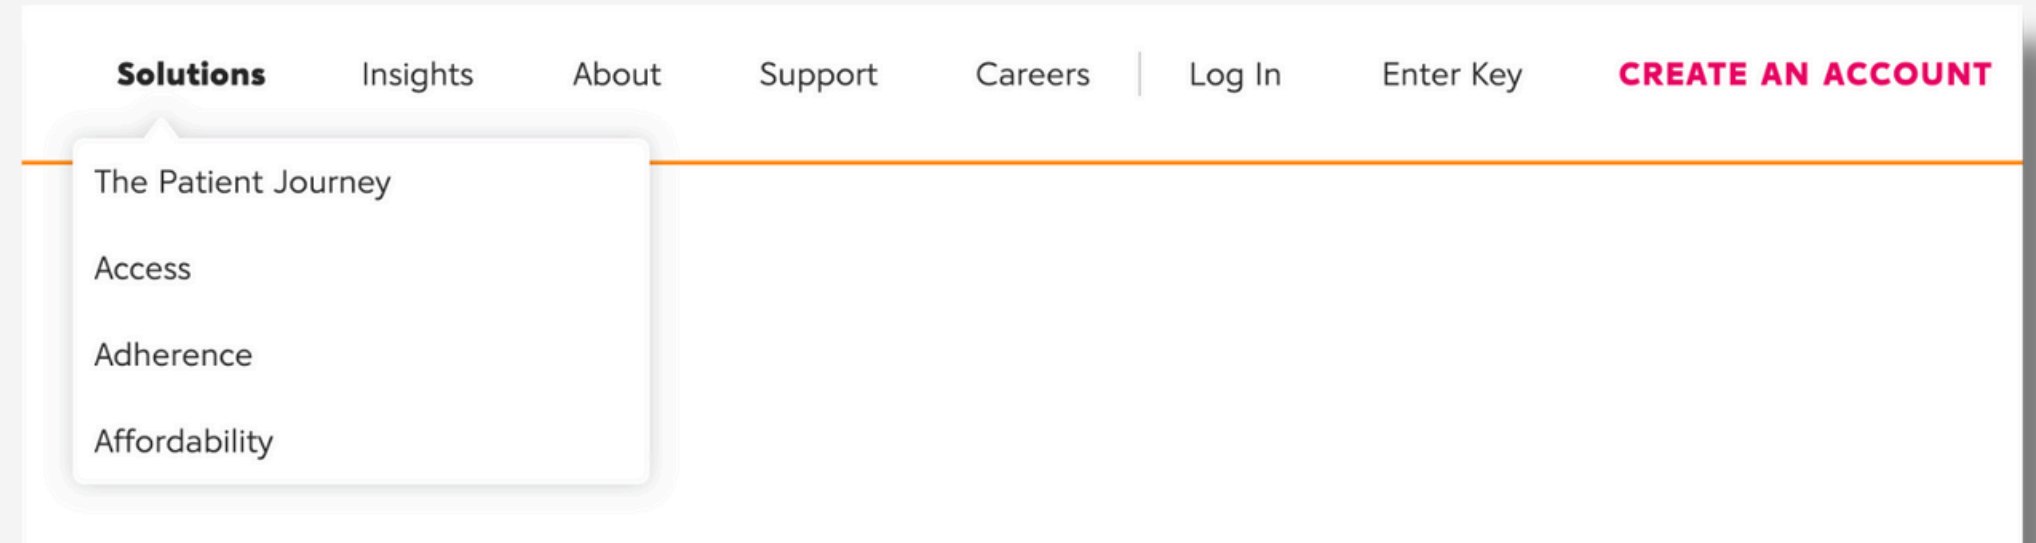 Solutions Insights About Support Careers Log In Enter Key CREATE AN ACCOUNT
The Patient Journey
Access
Adherence
Affordability